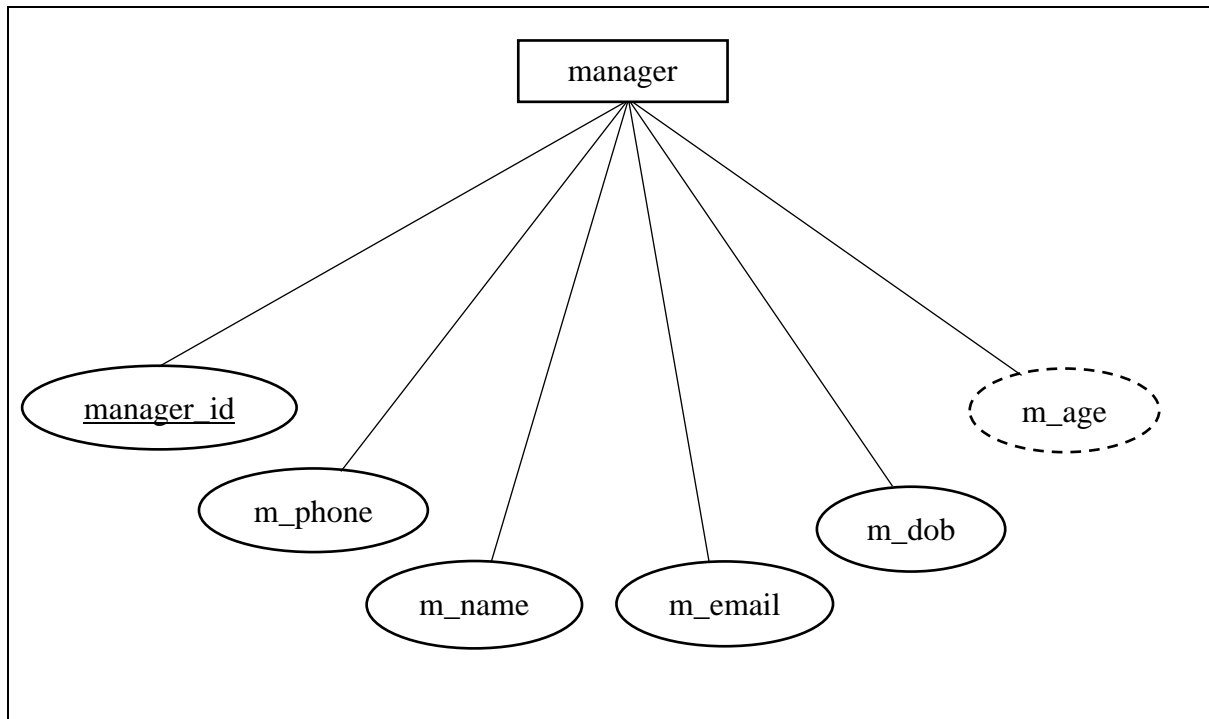 manager
manager_id
m_age
m_phone
m_dob
m_name
m_email